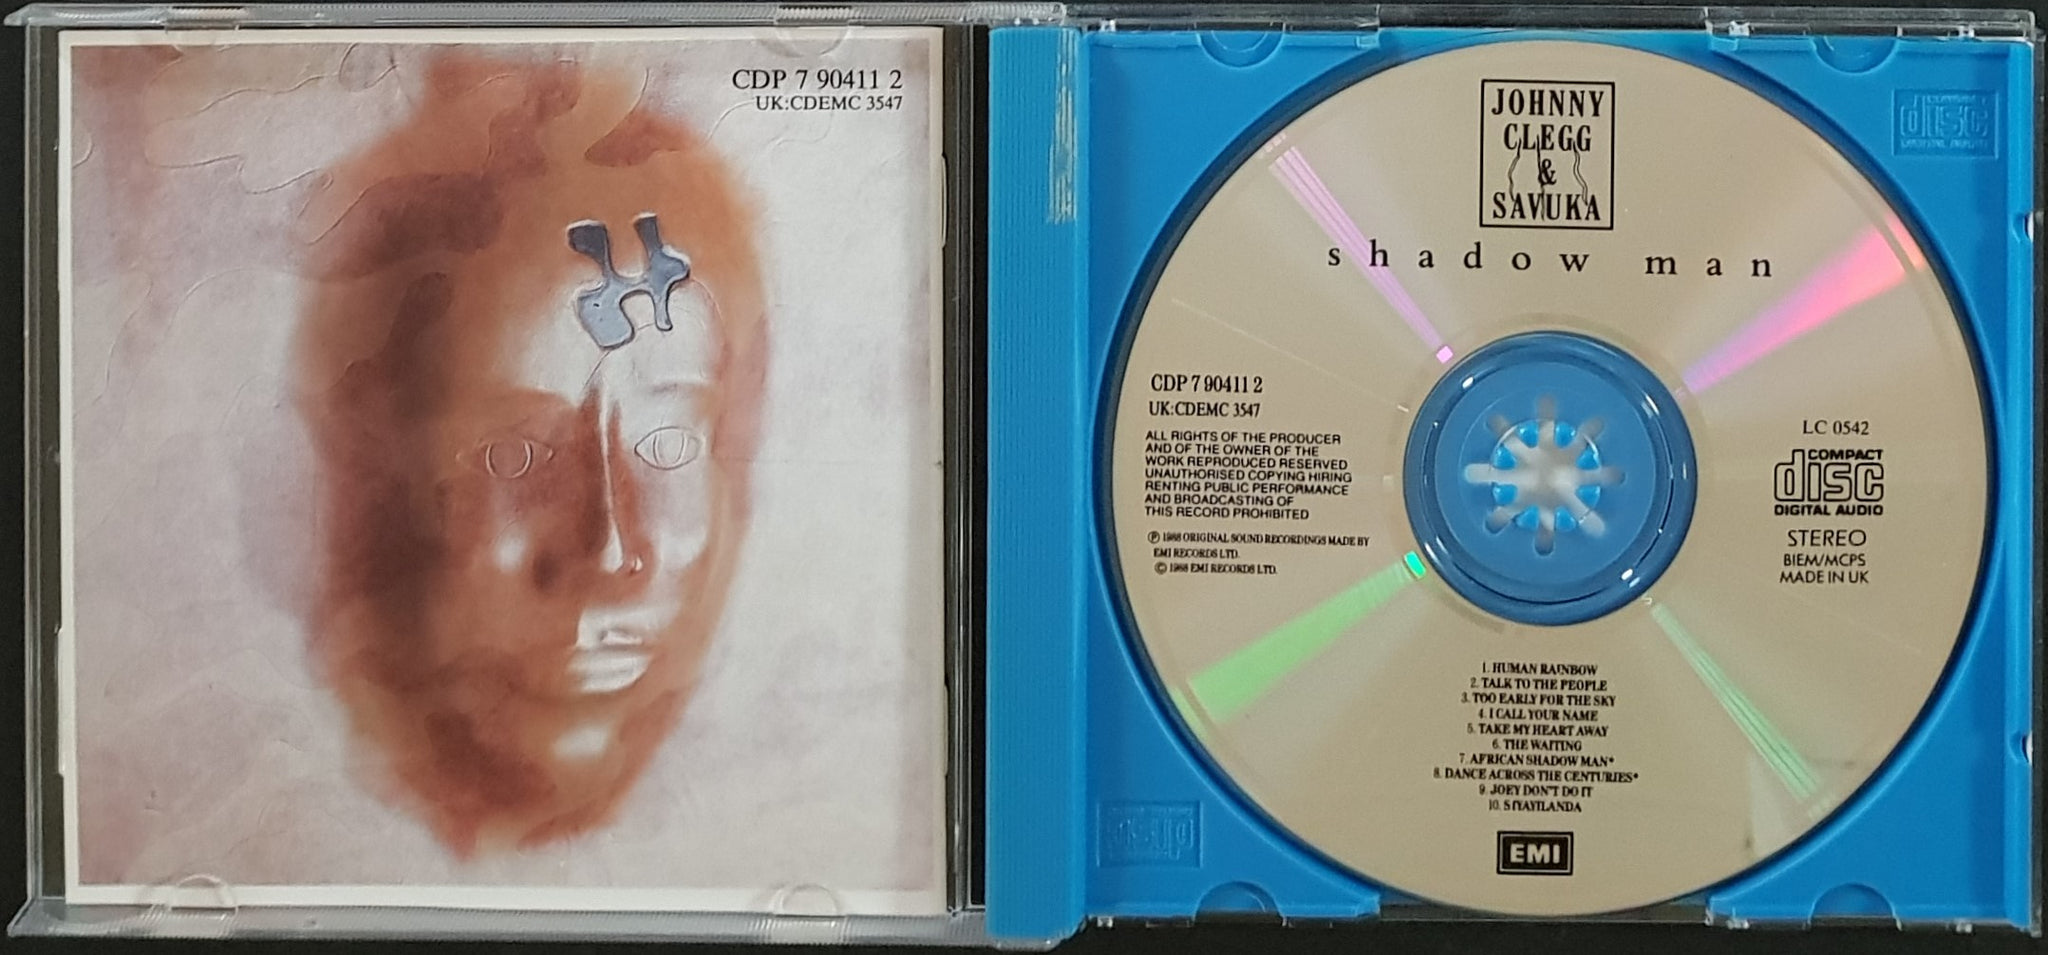 CDP 7 90411 2
UK:CDEMC 3547
JOHNNY
CLEGG
&
SAVUKA
shadow man
CDP 7 90411 2
UK:CDEMC 3547
ALL RIGHTS OF THE PRODUCER
AND OF THE OWNER OF THE
WORK REPRODUCED RESERVED
UNAUTHORISED COPYING HIRING
RENTING PUBLIC PERFORMANCE
AND BROADCASTING OF
THIS RECORD PROHIBITED
Ⓟ 1988 ORIGINAL SOUND RECORDINGS MADE BY
EMI RECORDS LTD.
© 1988 EMI RECORDS LTD.
LC 0542
COMPACT
disc
DIGITAL AUDIO
STEREO
BIEM/MCPS
MADE IN UK
1. HUMAN RAINBOW
2. TALK TO THE PEOPLE
3. TOO EARLY FOR THE SKY
4. I CALL YOUR NAME
5. TAKE MY HEART AWAY
6. THE WAITING
7. AFRICAN SHADOW MAN*
8. DANCE ACROSS THE CENTURIES*
9. JOEY DON'T DO IT
10. SIYAYILANDA
EMI
COMPACT
disc
DIGITAL AUDIO